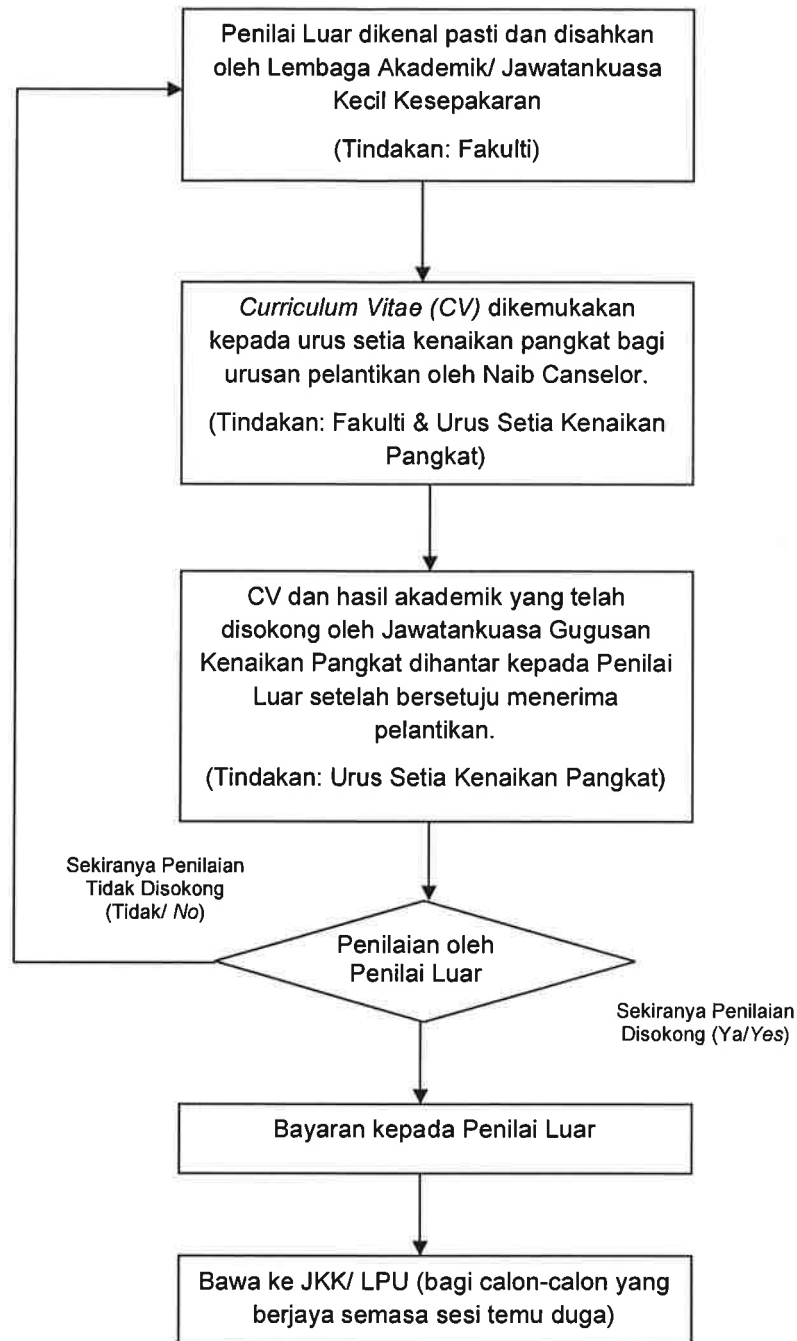 Penilai Luar dikenal pasti dan disahkan
oleh Lembaga Akademik/ Jawatankuasa
Kecil Kesepakaran
(Tindakan: Fakulti)
Curriculum Vitae (CV) dikemukakan
kepada urus setia kenaikan pangkat bagi
urusan pelantikan oleh Naib Canselor.
(Tindakan: Fakulti & Urus Setia Kenaikan
Pangkat)
CV dan hasil akademik yang telah
disokong oleh Jawatankuasa Gugusan
Kenaikan Pangkat dihantar kepada Penilai
Luar setelah bersetuju menerima
pelantikan.
(Tindakan: Urus Setia Kenaikan Pangkat)
Sekiranya Penilaian
Tidak Disokong
(Tidak/ No)
Penilaian oleh
Penilai Luar
Sekiranya Penilaian
Disokong (Ya/Yes)
Bayaran kepada Penilai Luar
Bawa ke JKK/ LPU (bagi calon-calon yang
berjaya semasa sesi temu duga)